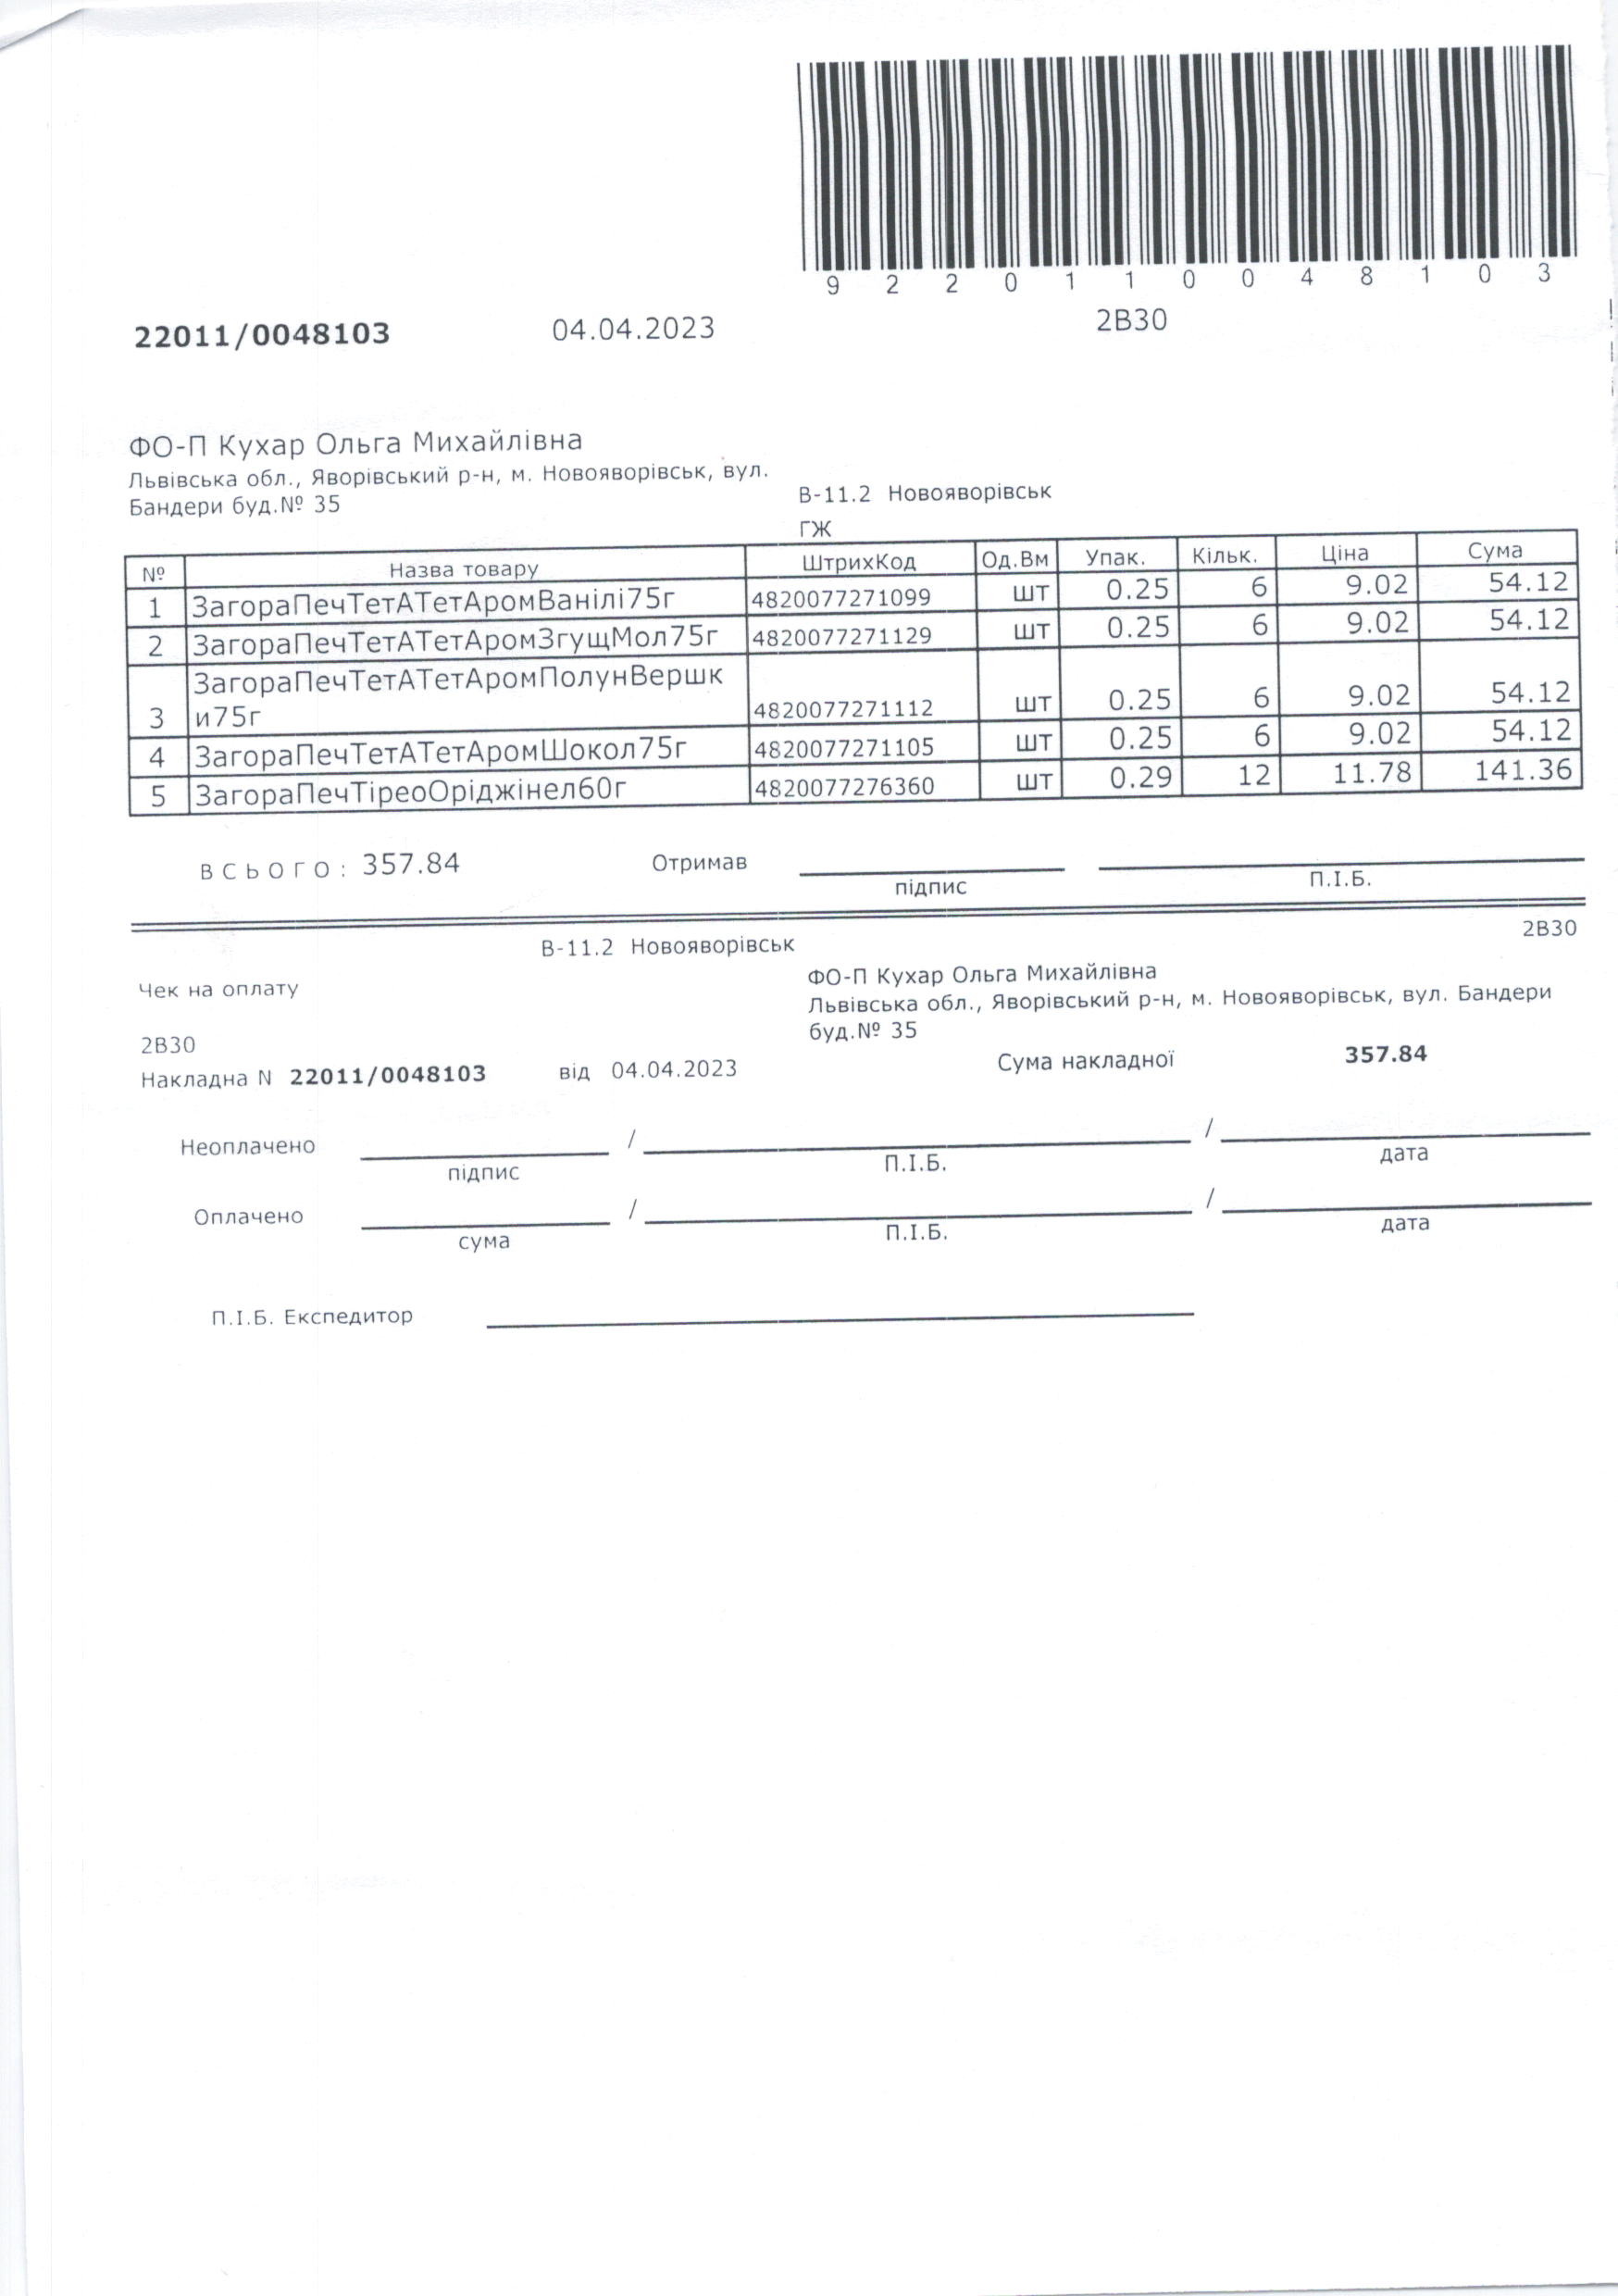 9 2 2 0 1 1 0 0 4 8 1 0 3
22011/0048103 04.04.2023 2В30
ФО-П Кухар Ольга Михайлівна
Львівська обл., Яворівський р-н, м. Новояворівськ, вул.
Бандери буд.№ 35
В-11.2 Новояворівськ
ГЖ
№ Назва товару ШтрихКод Од.Вм Упак. Кільк. Ціна Сума
1 ЗагораПечТетАТетАромВанілі75г 4820077271099 шт 0.25 6 9.02 54.12
2 ЗагораПечТетАТетАромЗгущМол75г 4820077271129 шт 0.25 6 9.02 54.12
ЗагораПечТетАТетАромПолунВершк
3 и75г 4820077271112 шт 0.25 6 9.02 54.12
4 ЗагораПечТетАТетАромШокол75г 4820077271105 шт 0.25 6 9.02 54.12
5 ЗагораПечТіреоОріджінел60г 4820077276360 шт 0.29 12 11.78 141.36
ВСЬОГО: 357.84 Отримав
підпис П.І.Б.
В-11.2 Новояворівськ 2В30
Чек на оплату
ФО-П Кухар Ольга Михайлівна
Львівська обл., Яворівський р-н, м. Новояворівськ, вул. Бандери
буд.№ 35
2В30
Накладна N 22011/0048103 від 04.04.2023 Сума накладної 357.84
Неоплачено / /
підпис П.І.Б. дата
Оплачено / /
сума П.І.Б. дата
П.І.Б. Експедитор